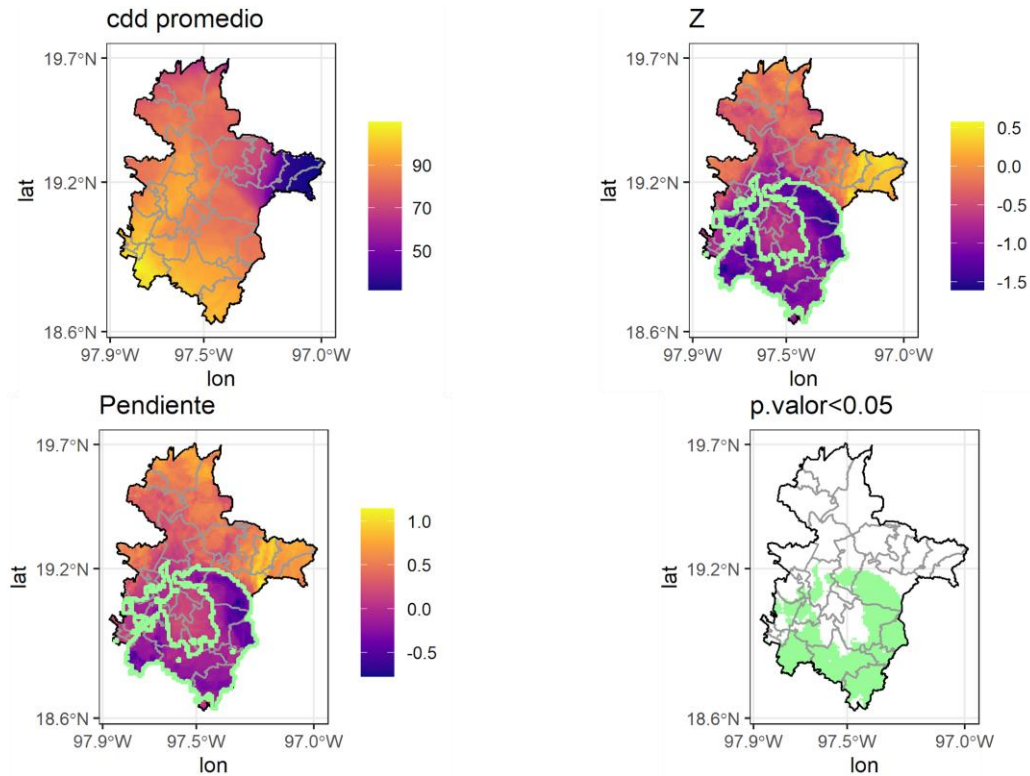 cdd promedio
19.7°N
19.2°N
18.6°N
lat
97.9°W 97.5°W 97.0°W
lon
90
70
50
Z
19.7°N
19.2°N
18.6°N
lat
97.9°W 97.5°W 97.0°W
lon
0.5
0.0
-0.5
-1.0
-1.5
Pendiente
19.7°N
19.2°N
18.6°N
lat
97.9°W 97.5°W 97.0°W
lon
1.0
0.5
0.0
-0.5
p.valor<0.05
19.7°N
19.2°N
18.6°N
lat
97.9°W 97.5°W 97.0°W
lon